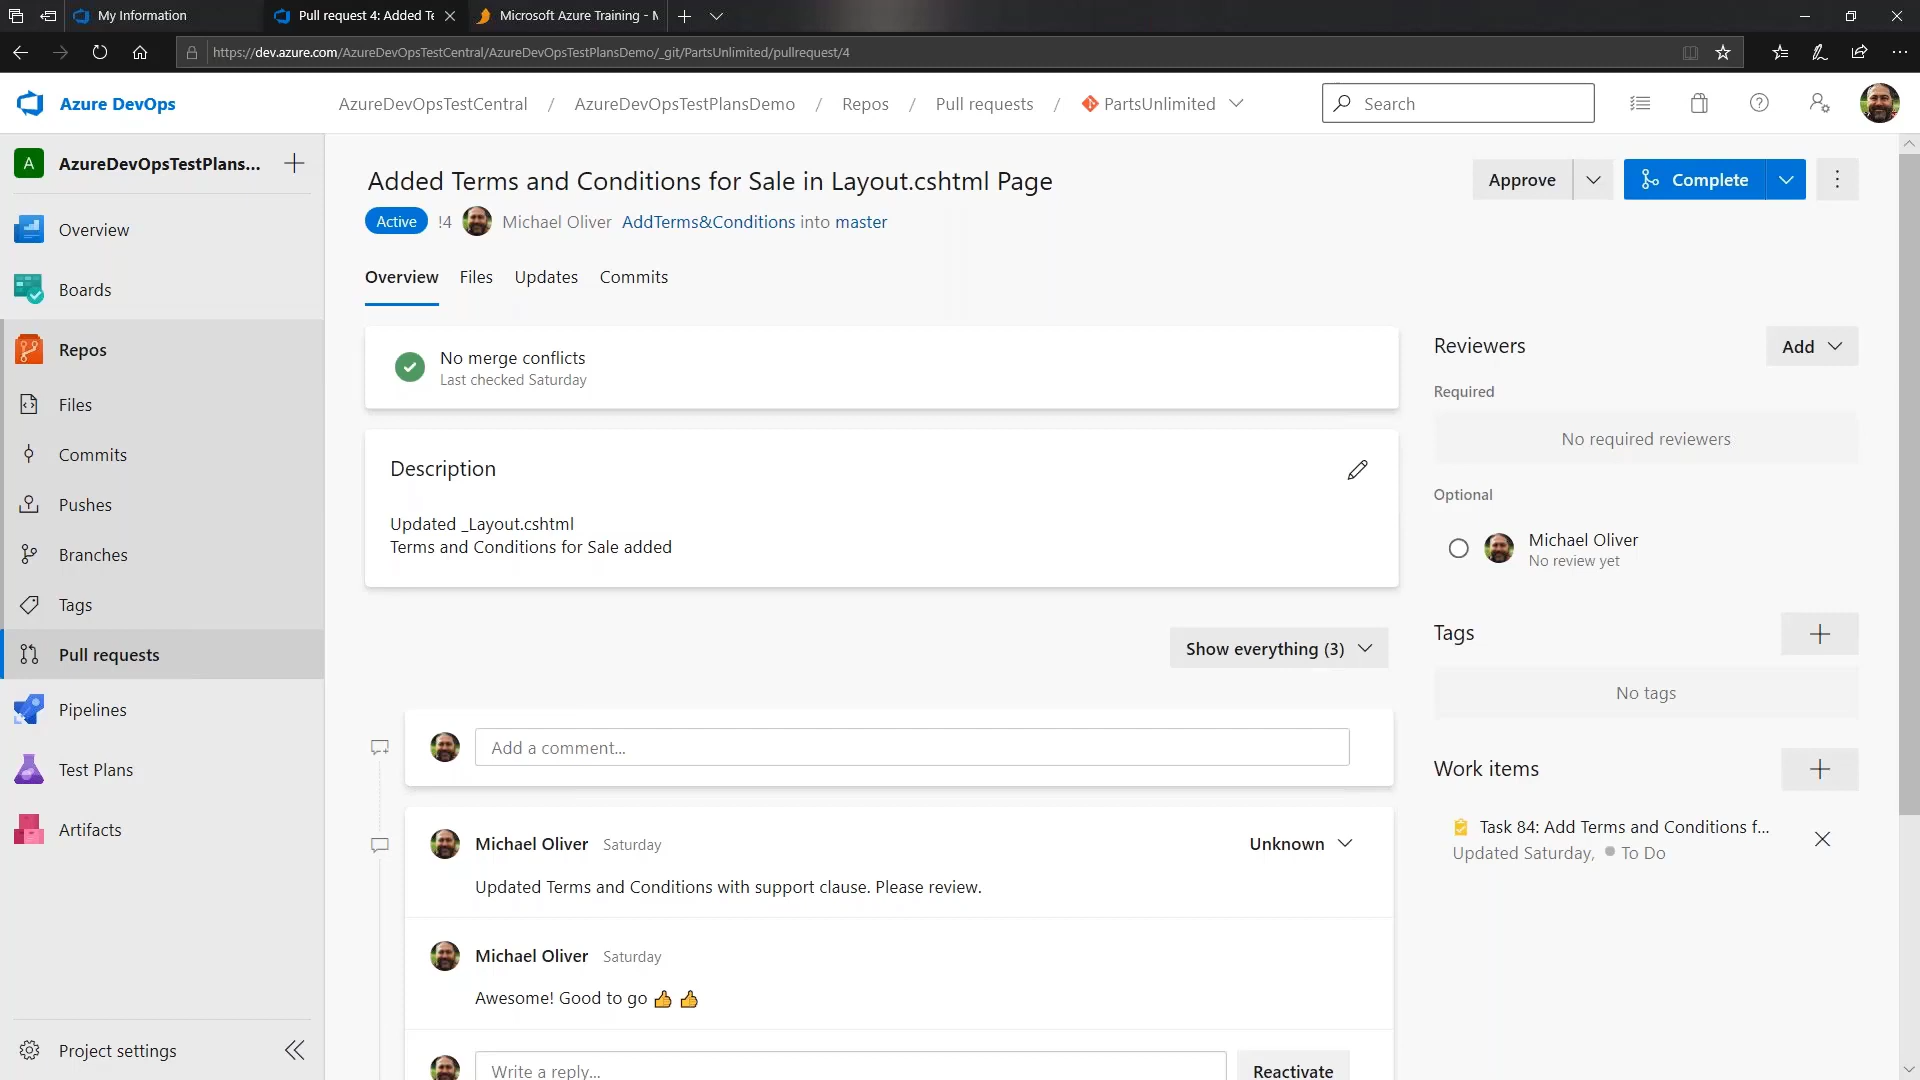 My Information
Pull request 4: Added Te
Microsoft Azure Training - M
https://dev.azure.com/AzureDevOpsTestCentral/AzureDevOpsTestPlansDemo/_git/PartsUnlimited/pullrequest/4
Azure DevOps
AzureDevOpsTestCentral / AzureDevOpsTestPlansDemo / Repos / Pull requests / PartsUnlimited
Search
A AzureDevOpsTestPlans...
Overview
Boards
Repos
Files
Commits
Pushes
Branches
Tags
Pull requests
Pipelines
Test Plans
Artifacts
Project settings
Added Terms and Conditions for Sale in Layout.cshtml Page
Approve
Complete
Active !4 Michael Oliver AddTerms&Conditions into master
Overview Files Updates Commits
No merge conflicts
Last checked Saturday
Description
Updated _Layout.cshtml
Terms and Conditions for Sale added
Show everything (3)
Add a comment...
Michael Oliver Saturday
Unknown
Updated Terms and Conditions with support clause. Please review.
Michael Oliver Saturday
Awesome! Good to go 👍 👍
Write a reply...
Reactivate
Reviewers
Add
Required
No required reviewers
Optional
Michael Oliver
No review yet
Tags
No tags
Work items
Task 84: Add Terms and Conditions f...
Updated Saturday, To Do